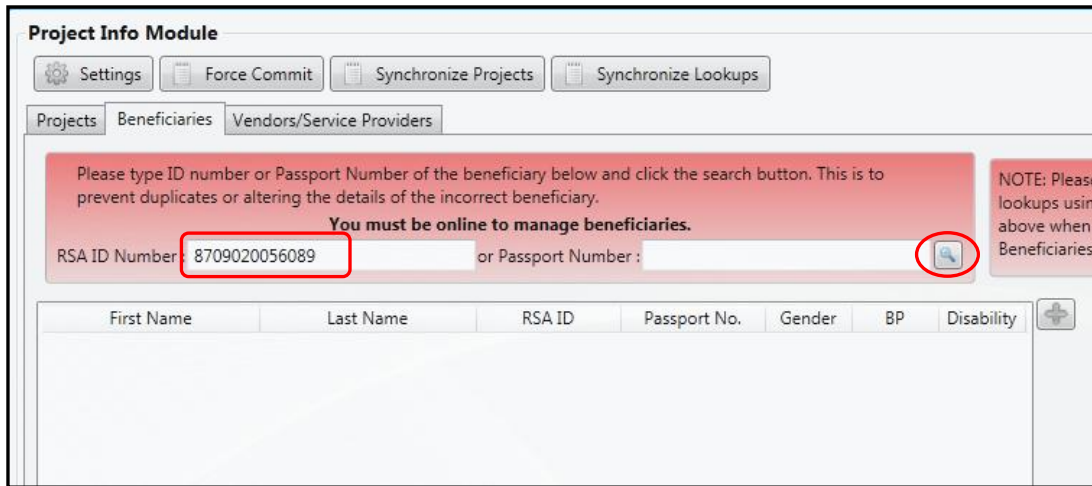 Project Info Module
Settings Force Commit Synchronize Projects Synchronize Lookups
Projects Beneficiaries Vendors/Service Providers
Please type ID number or Passport Number of the beneficiary below and click the search button. This is to
prevent duplicates or altering the details of the incorrect beneficiary.
You must be online to manage beneficiaries.
RSA ID Number : 8709020056089 or Passport Number :
NOTE: Please
lookups usin
above when
Beneficiaries
First Name Last Name RSA ID Passport No. Gender BP Disability